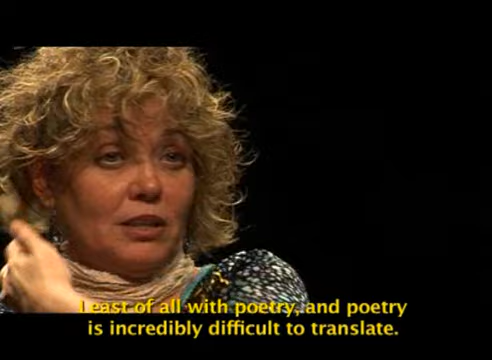 Least of all with poetry, and poetry
is incredibly difficult to translate.